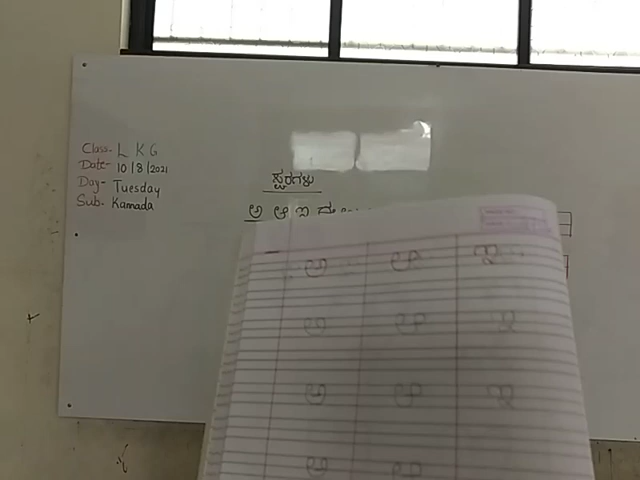 Class- L K G
Date- 10/8/2021
Day- Tuesday
Sub- Kannada
ಸ್ವರಗಳು
ಅ ಆ ಇ ಈ
ಅ ಆ ಇ
ಅ ಆ ಇ
ಅ ಆ ಇ
ಅ ಆ